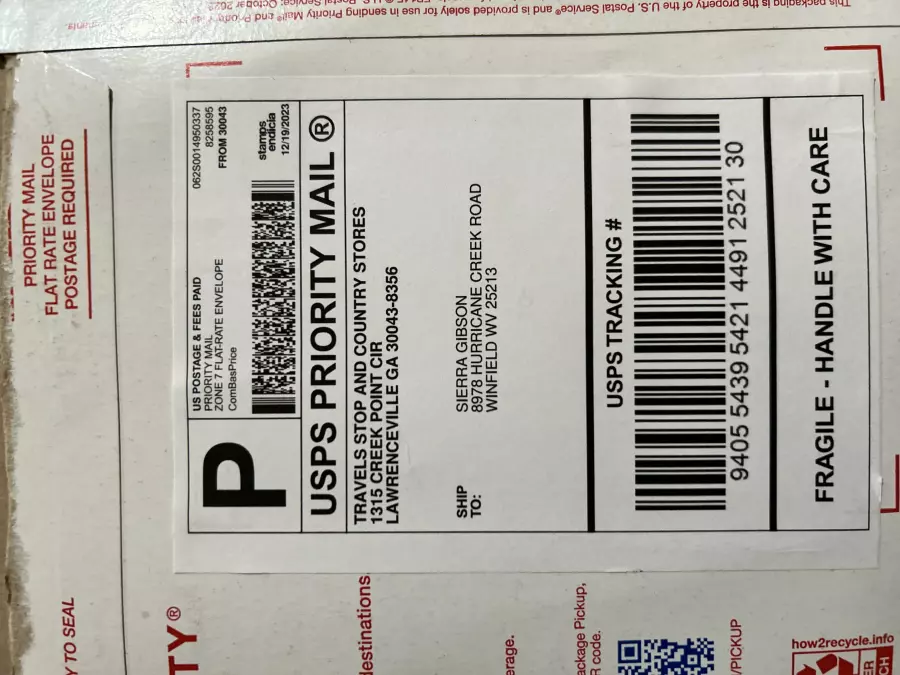 This packaging is the property of the U.S. Postal Service® and is provided solely for use in sending Priority Mail® and
PRIORITY MAIL
FLAT RATE ENVELOPE
POSTAGE REQUIRED
P
US POSTAGE & FEES PAID
PRIORITY MAIL
ZONE 7 FLAT-RATE ENVELOPE
ComBasPrice
062S0014950337
8258595
FROM 30043
stamps
endicia
12/19/2023
USPS PRIORITY MAIL ®
TRAVELS STOP AND COUNTRY STORES
1315 CREEK POINT CIR
LAWRENCEVILLE GA 30043-8356
SHIP
TO:
SIERRA GIBSON
8978 HURRICANE CREEK ROAD
WINFIELD WV 25213
USPS TRACKING #
9405 5439 5421 4491 2521 30
FRAGILE - HANDLE WITH CARE
Y TO SEAL
TY®
destinations
erage.
ackage Pickup,
R code.
/PICKUP
how2recycle.info